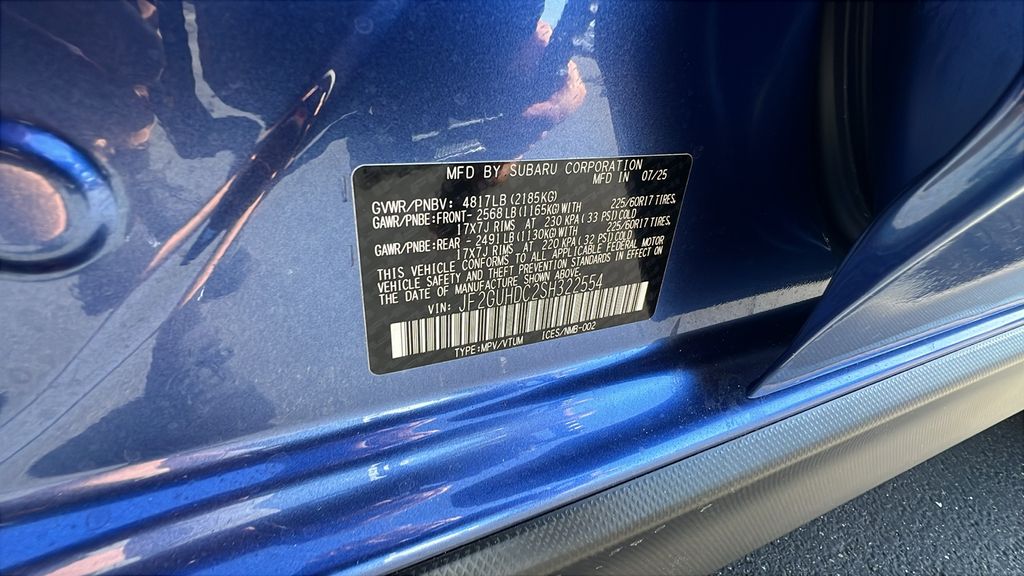 MFD BY SUBARU CORPORATION
MFD IN 07/25
GVWR/PNBV: 4817LB(2185KG)
GAWR/PNBE:FRONT-2568LB(1165KG)WITH 225/60R17 TIRES,
17X7J RIMS AT 230 KPA(33 PSI)COLD
GAWR/PNBE:REAR -2491LB(1130KG)WITH 225/60R17 TIRES,
17X7J RIMS AT 220 KPA(32 PSI)COLD
THIS VEHICLE CONFORMS TO ALL APPLICABLE FEDERAL MOTOR
VEHICLE SAFETY AND THEFT PREVENTION STANDARDS IN EFFECT ON
THE DATE OF MANUFACTURE SHOWN ABOVE.
VIN: JF2GUHDC2SH322554
TYPE:MPV/VTUM ICES/NMB-002